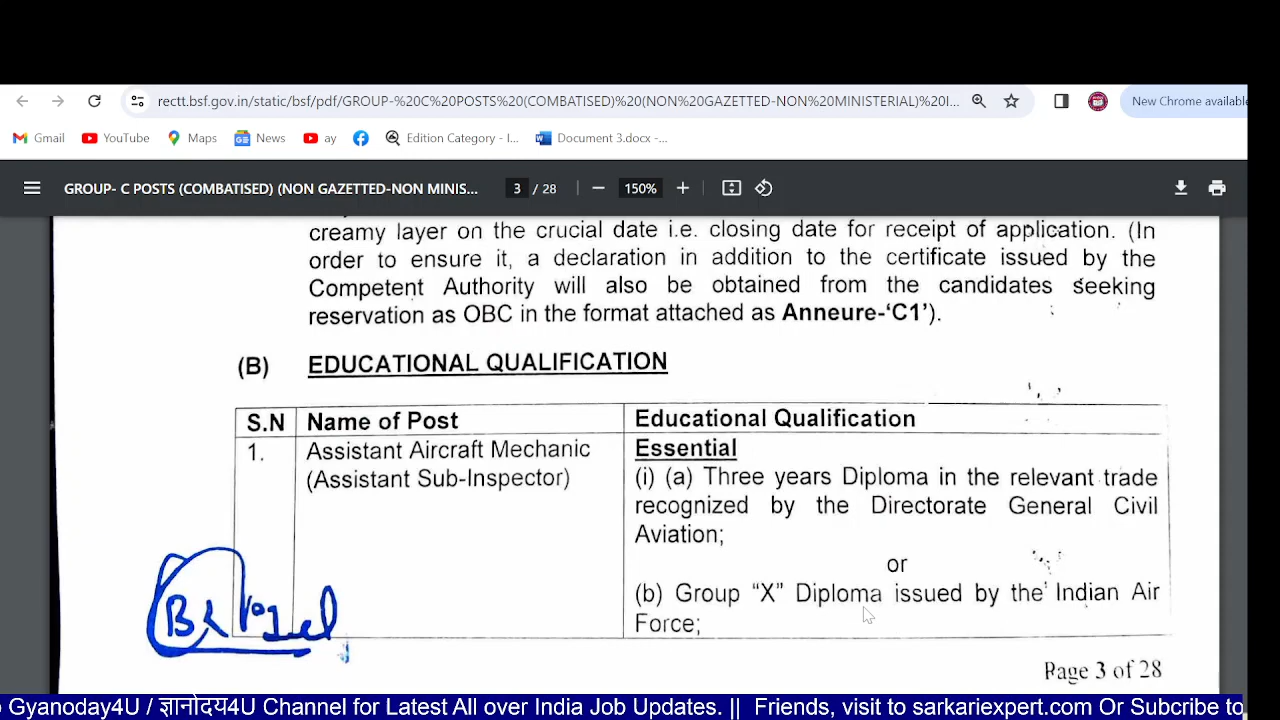 rectt.bsf.gov.in/static/bsf/pdf/GROUP-%20C%20POSTS%20(COMBATISED)%20(NON%20GAZETTED-NON%20MINISTERIAL)%20I...
New Chrome available
Gmail YouTube Maps News ay Edition Category - I... Document 3.docx -...
GROUP- C POSTS (COMBATISED) (NON GAZETTED-NON MINIS... 3 / 28 150%
creamy layer on the crucial date i.e. closing date for receipt of application. (In
order to ensure it, a declaration in addition to the certificate issued by the
Competent Authority will also be obtained from the candidates seeking
reservation as OBC in the format attached as Anneure-‘C1’).
(B) EDUCATIONAL QUALIFICATION
S.N Name of Post Educational Qualification
1. Assistant Aircraft Mechanic
(Assistant Sub-Inspector)
Essential
(i) (a) Three years Diploma in the relevant trade
recognized by the Directorate General Civil
Aviation;
or
(b) Group “X” Diploma issued by the Indian Air
Force;
Page 3 of 28
Gyanoday4U / ज्ञानोदय4U Channel for Latest All over India Job Updates. || Friends, visit to sarkariexpert.com Or Subcribe to